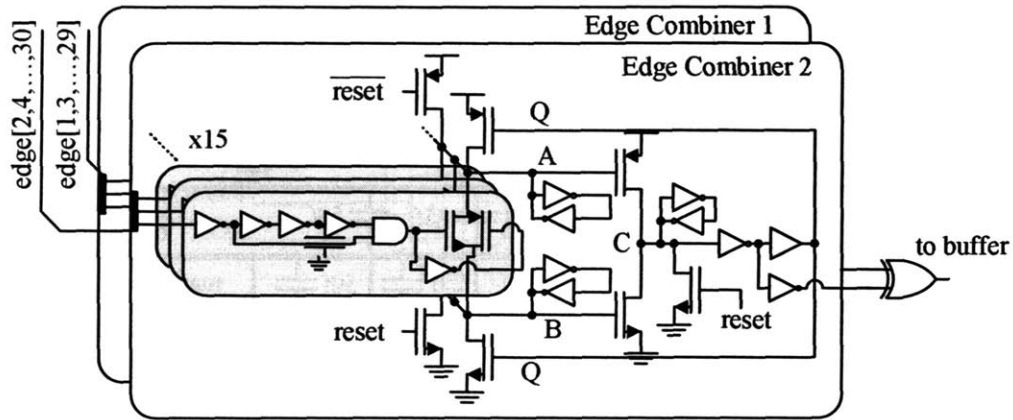 Edge Combiner 1
Edge Combiner 2
edge[2,4,...,30]
edge[1,3,...,29]
x15
reset
Q
A
C
to buffer
reset
B
reset
Q